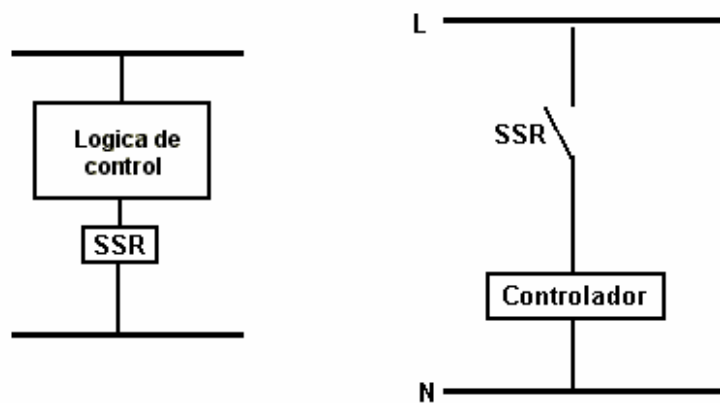 Logica de
control
SSR
L
SSR
Controlador
N